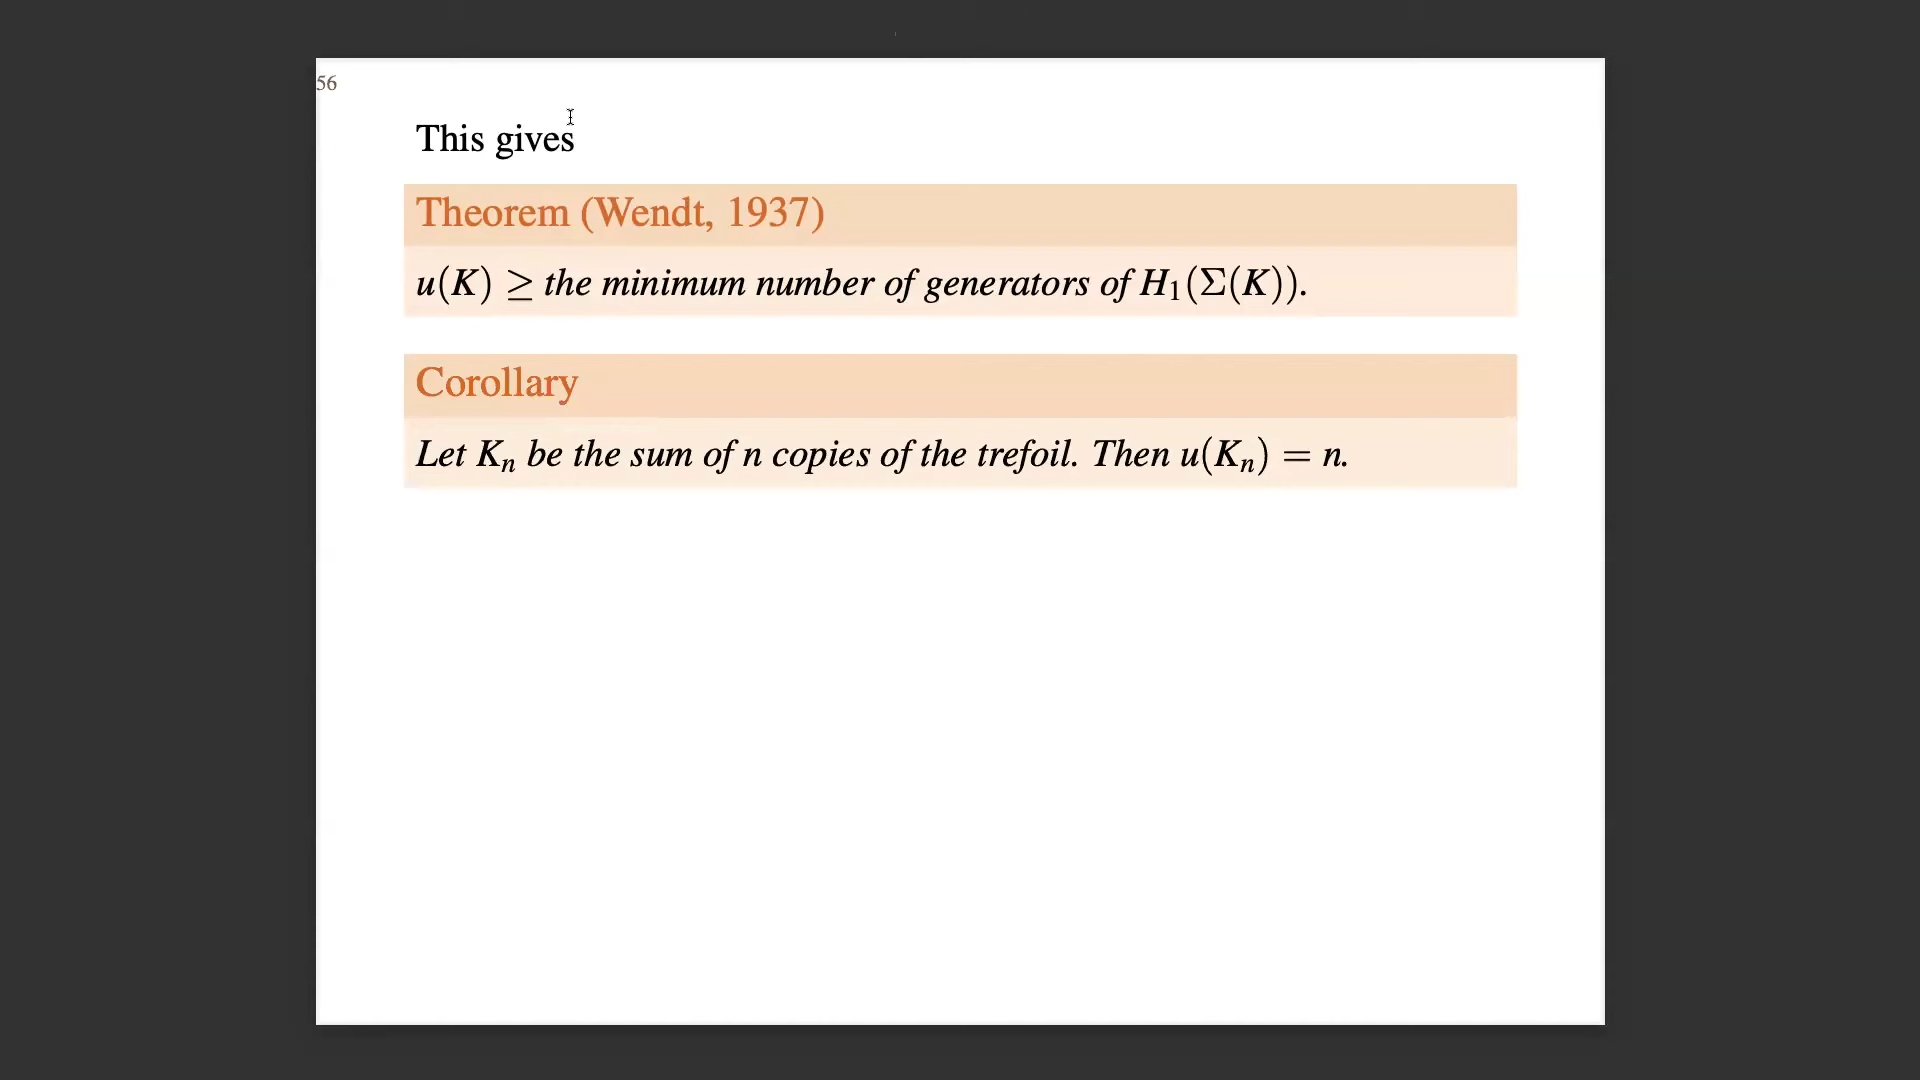 56
This gives
Theorem (Wendt, 1937)
u(K) ≥ the minimum number of generators of H₁(Σ(K)).
Corollary
Let Kₙ be the sum of n copies of the trefoil. Then u(Kₙ) = n.